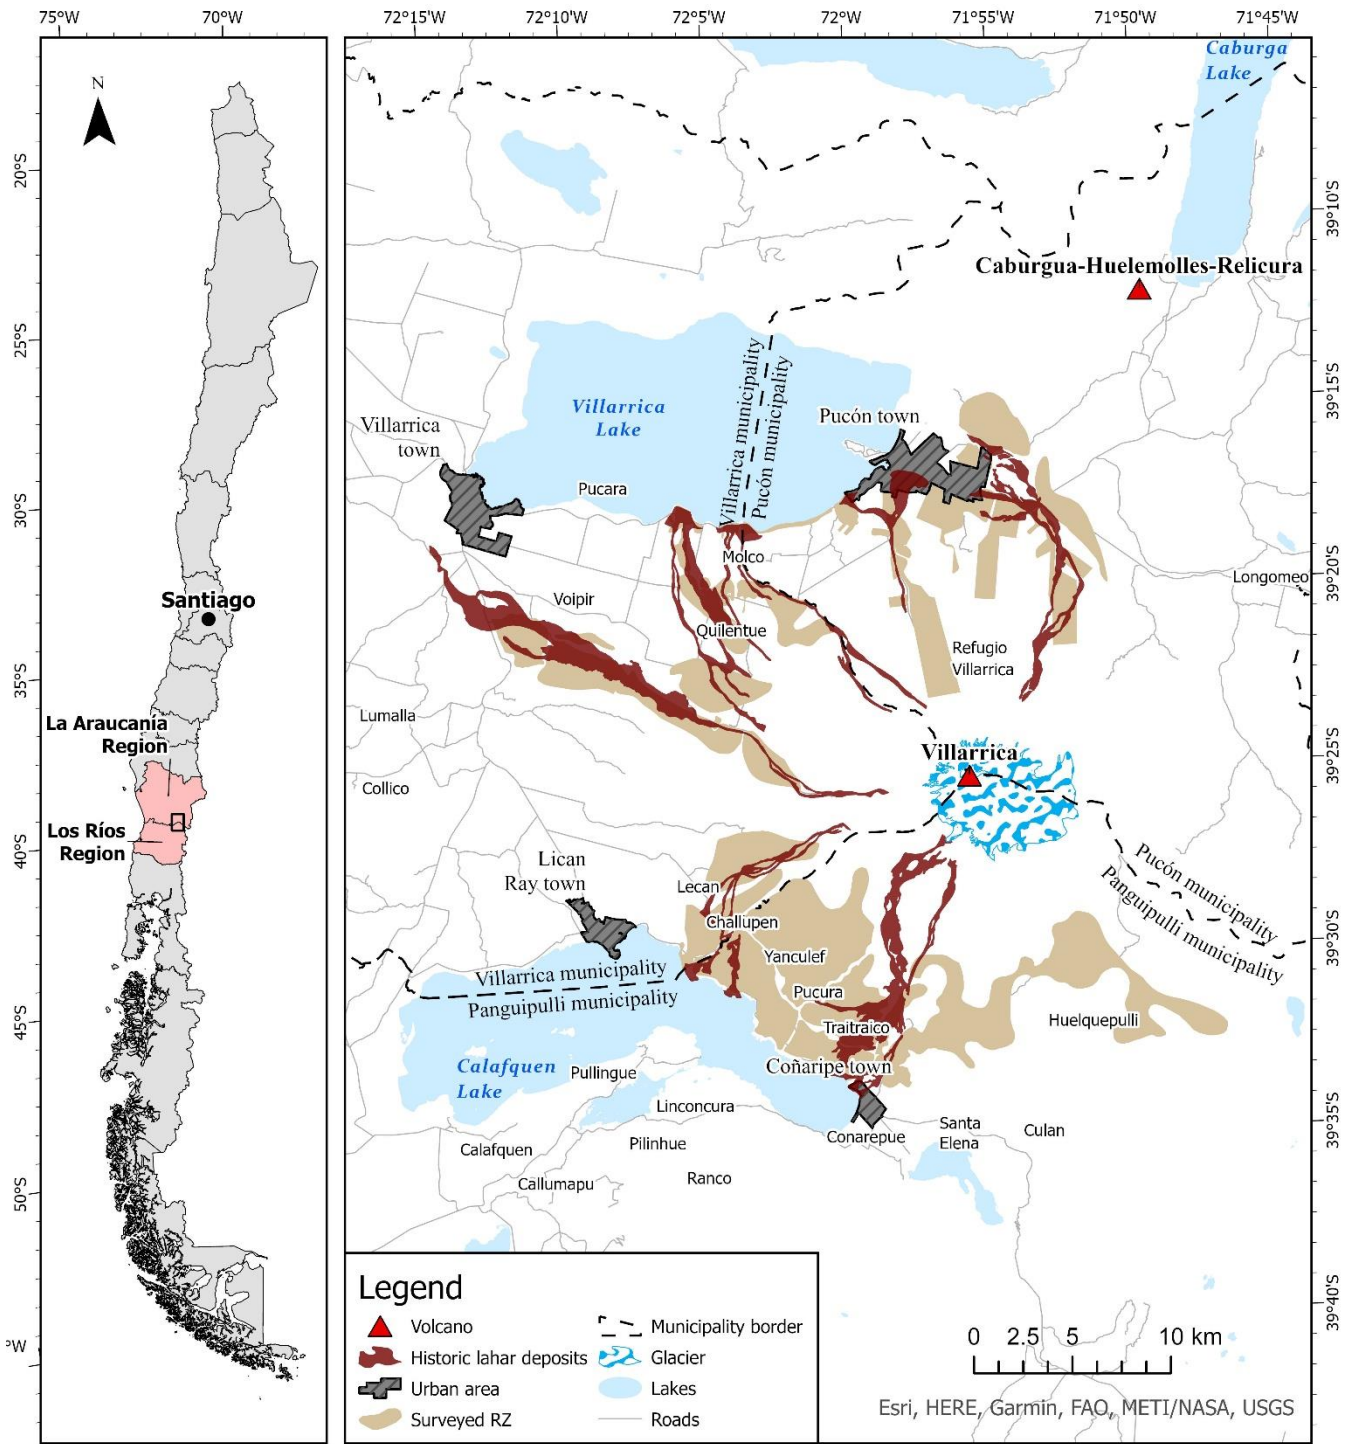 75°W
70°W
72°15'W
72°10'W
72°5'W
72°W
71°55'W
71°50'W
71°45'W
N
20°S
25°S
30°S
35°S
40°S
45°S
50°S
°W
Santiago
La Araucanía
Region
Los Ríos
Region
Caburga
Lake
39°10'S
39°15'S
39°20'S
39°25'S
39°30'S
39°35'S
39°40'S
Caburgua-Huelemolles-Relicura
Villarrica municipality
Pucón municipality
Villarrica
Lake
Pucón town
Villarrica
town
Pucara
Molco
Longomeo
Voipir
Quilentue
Refugio
Villarrica
Lumalla
Villarrica
Collico
Pucón municipality
Panguipulli municipality
Lican
Ray town
Lecan
Challupen
Yanculef
Villarrica municipality
Panguipulli municipality
Pucura
Traitraico
Huelquepulli
Coñaripe town
Calafquen
Lake
Pullingue
Linconcura
Conarepue
Santa
Elena
Culan
Calafquen
Pilinhue
Callumapu
Ranco
Legend
Volcano
Historic lahar deposits
Urban area
Surveyed RZ
Municipality border
Glacier
Lakes
Roads
0 2.5 5 10 km
Esri, HERE, Garmin, FAO, METI/NASA, USGS